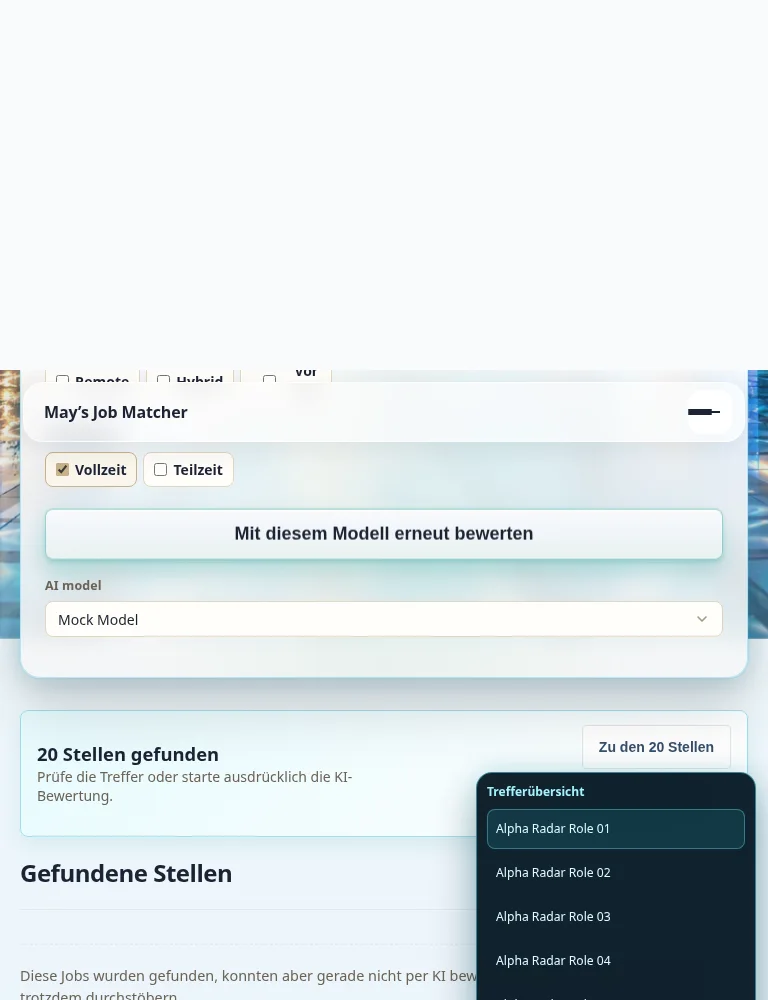 Remote
Hybrid
Vor
May’s Job Matcher
Vollzeit
Teilzeit
Mit diesem Modell erneut bewerten
AI model
Mock Model
20 Stellen gefunden
Zu den 20 Stellen
Prüfe die Treffer oder starte ausdrücklich die KI-
Bewertung.
Trefferübersicht
Alpha Radar Role 01
Alpha Radar Role 02
Alpha Radar Role 03
Alpha Radar Role 04
Gefundene Stellen
Diese Jobs wurden gefunden, konnten aber gerade nicht per KI bew
trotzdem durchstöbern.